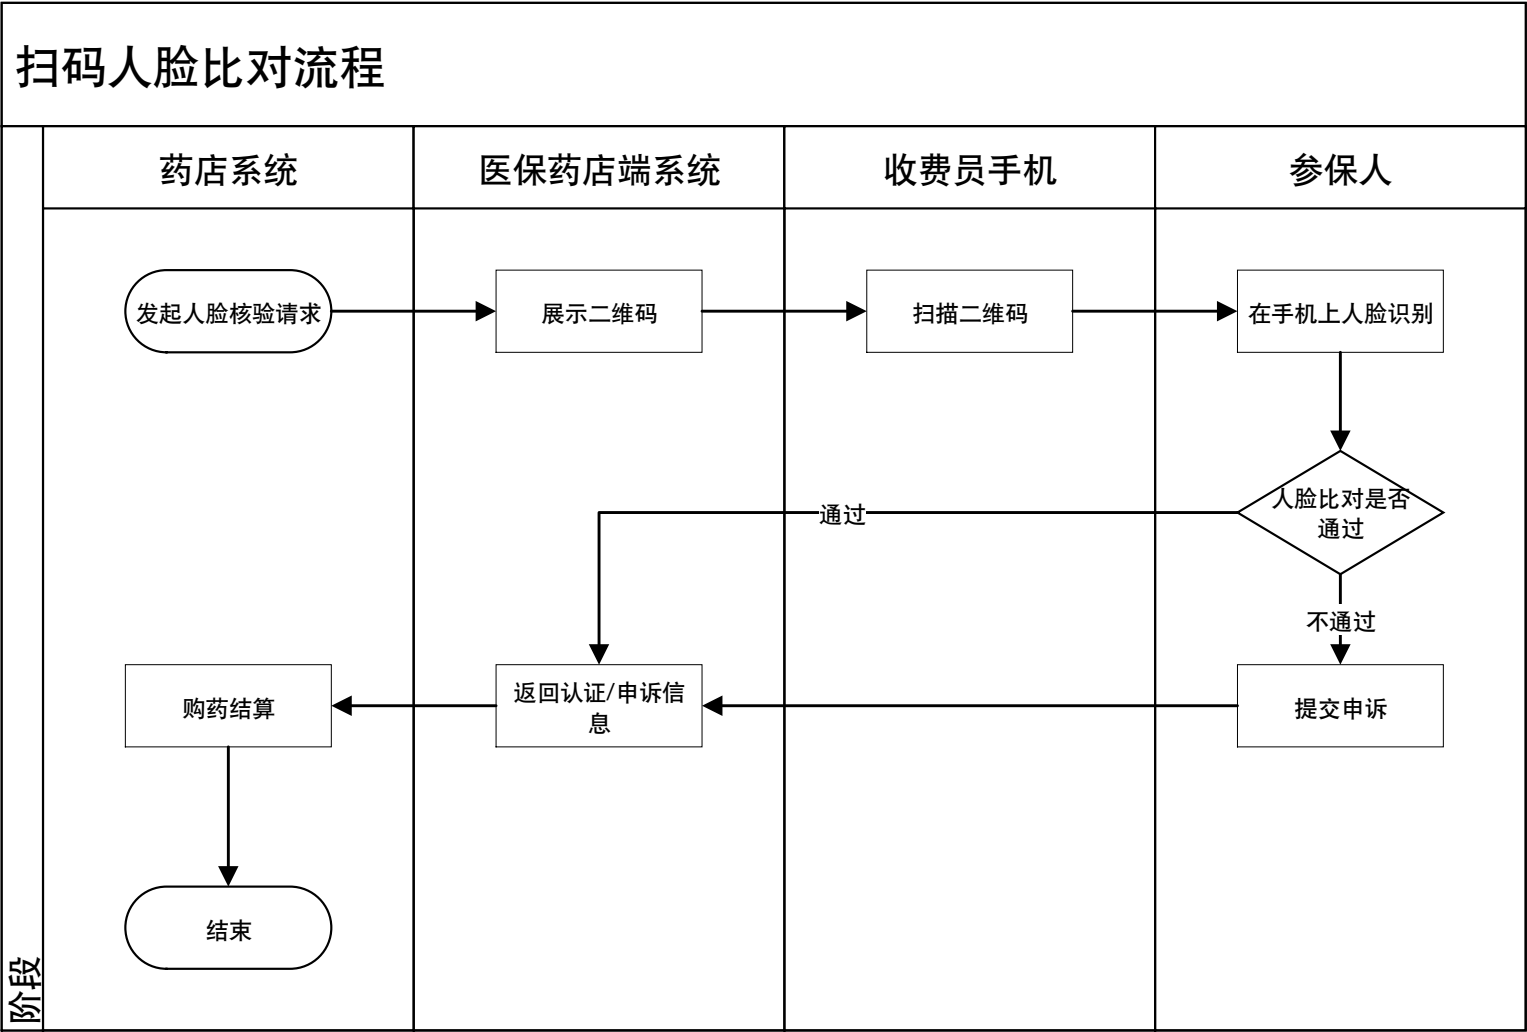 扫码人脸比对流程
药店系统
医保药店端系统
收费员手机
参保人
发起人脸核验请求
展示二维码
扫描二维码
在手机上人脸识别
人脸比对是否
通过
通过
不通过
购药结算
返回认证/申诉信
息
提交申诉
结束
阶段